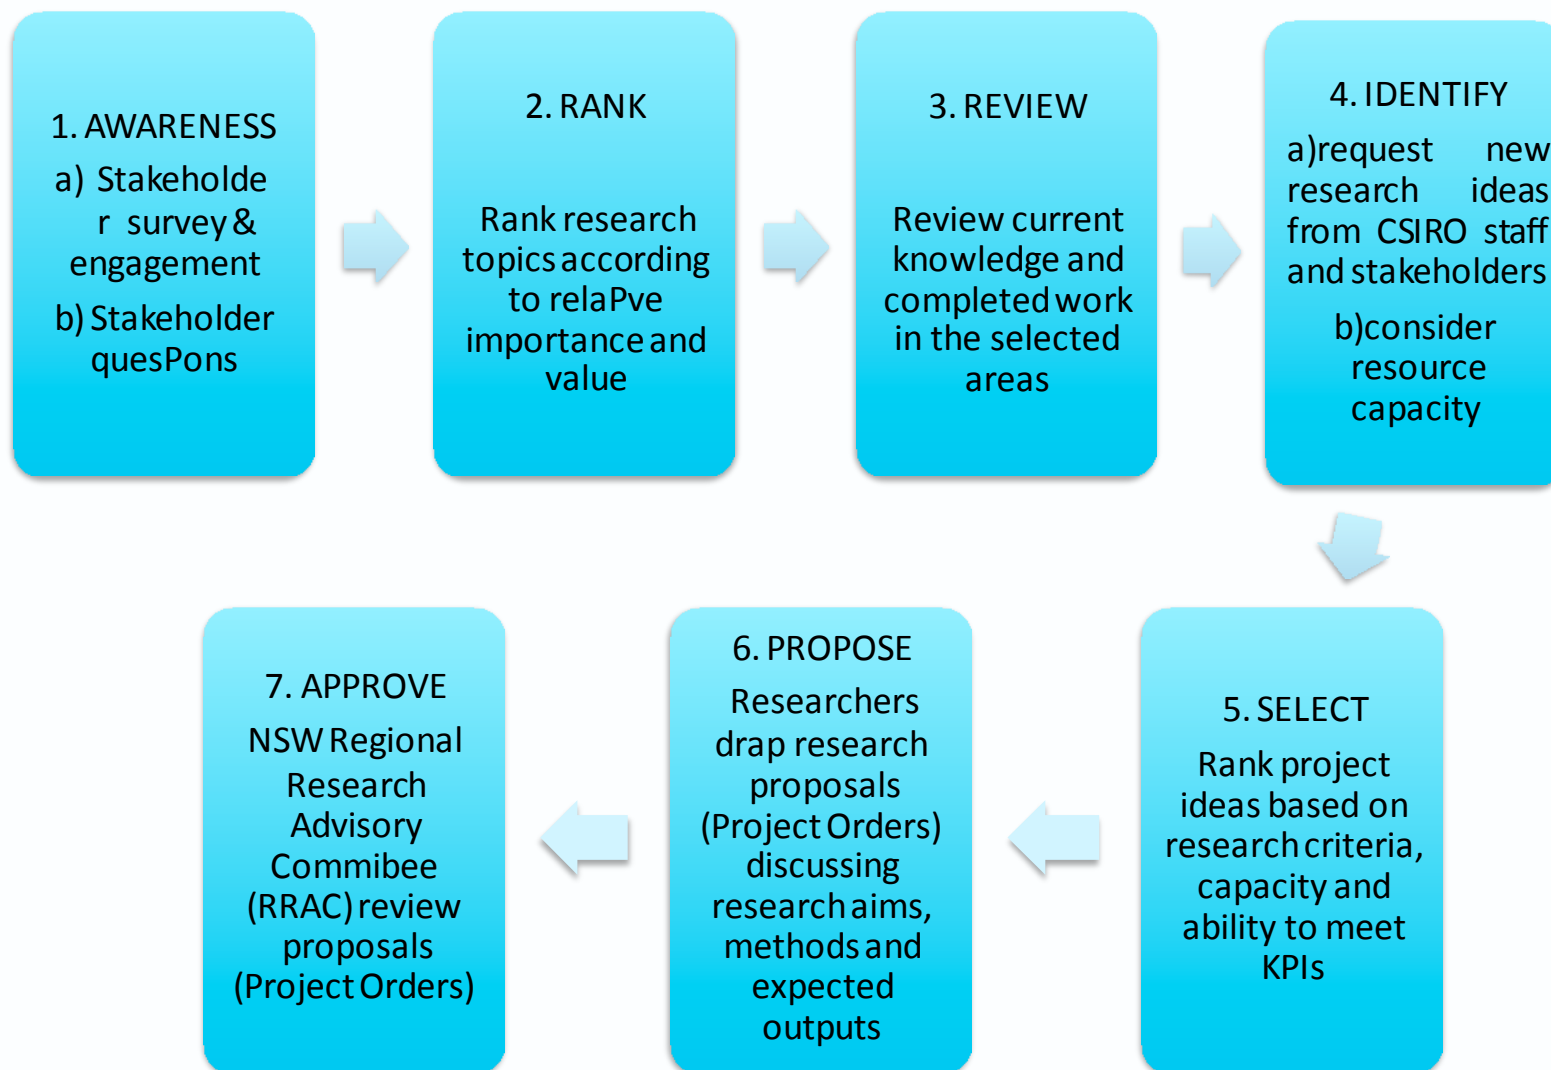 1. AWARENESS
a) Stakeholde
r survey &
engagement
b) Stakeholder
quesPons
2. RANK
Rank research
topics according
to relaPve
importance and
value
3. REVIEW
Review current
knowledge and
completed work
in the selected
areas
4. IDENTIFY
a)request new
research ideas
from CSIRO staff
and stakeholders
b)consider
resource
capacity
5. SELECT
Rank project
ideas based on
research criteria,
capacity and
ability to meet
KPIs
6. PROPOSE
Researchers
drap research
proposals
(Project Orders)
discussing
research aims,
methods and
expected
outputs
7. APPROVE
NSW Regional
Research
Advisory
Commibee
(RRAC) review
proposals
(Project Orders)